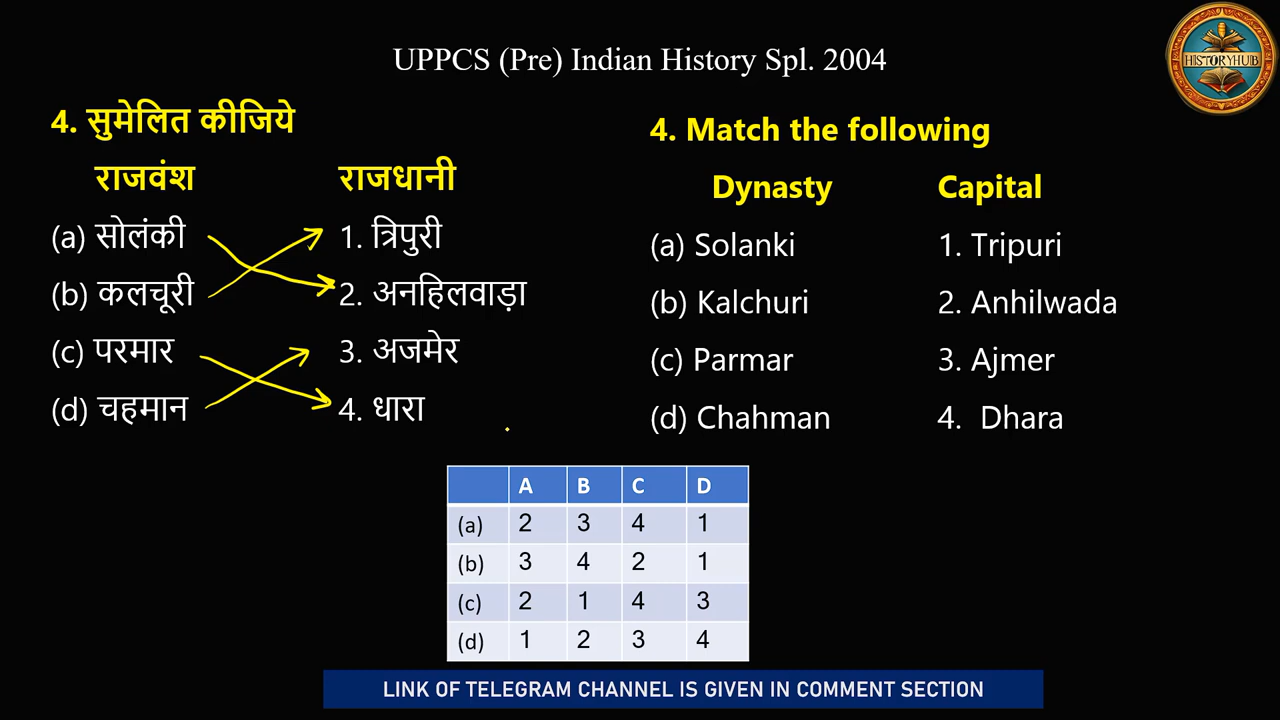 UPPCS (Pre) Indian History Spl. 2004
HISTORYHUB
4. सुमेलित कीजिये
राजवंश राजधानी
(a) सोलंकी 1. त्रिपुरी
(b) कलचूरी 2. अनहिलवाड़ा
(c) परमार 3. अजमेर
(d) चहमान 4. धारा
4. Match the following
Dynasty Capital
(a) Solanki 1. Tripuri
(b) Kalchuri 2. Anhilwada
(c) Parmar 3. Ajmer
(d) Chahman 4. Dhara
A B C D
(a) 2 3 4 1
(b) 3 4 2 1
(c) 2 1 4 3
(d) 1 2 3 4
LINK OF TELEGRAM CHANNEL IS GIVEN IN COMMENT SECTION